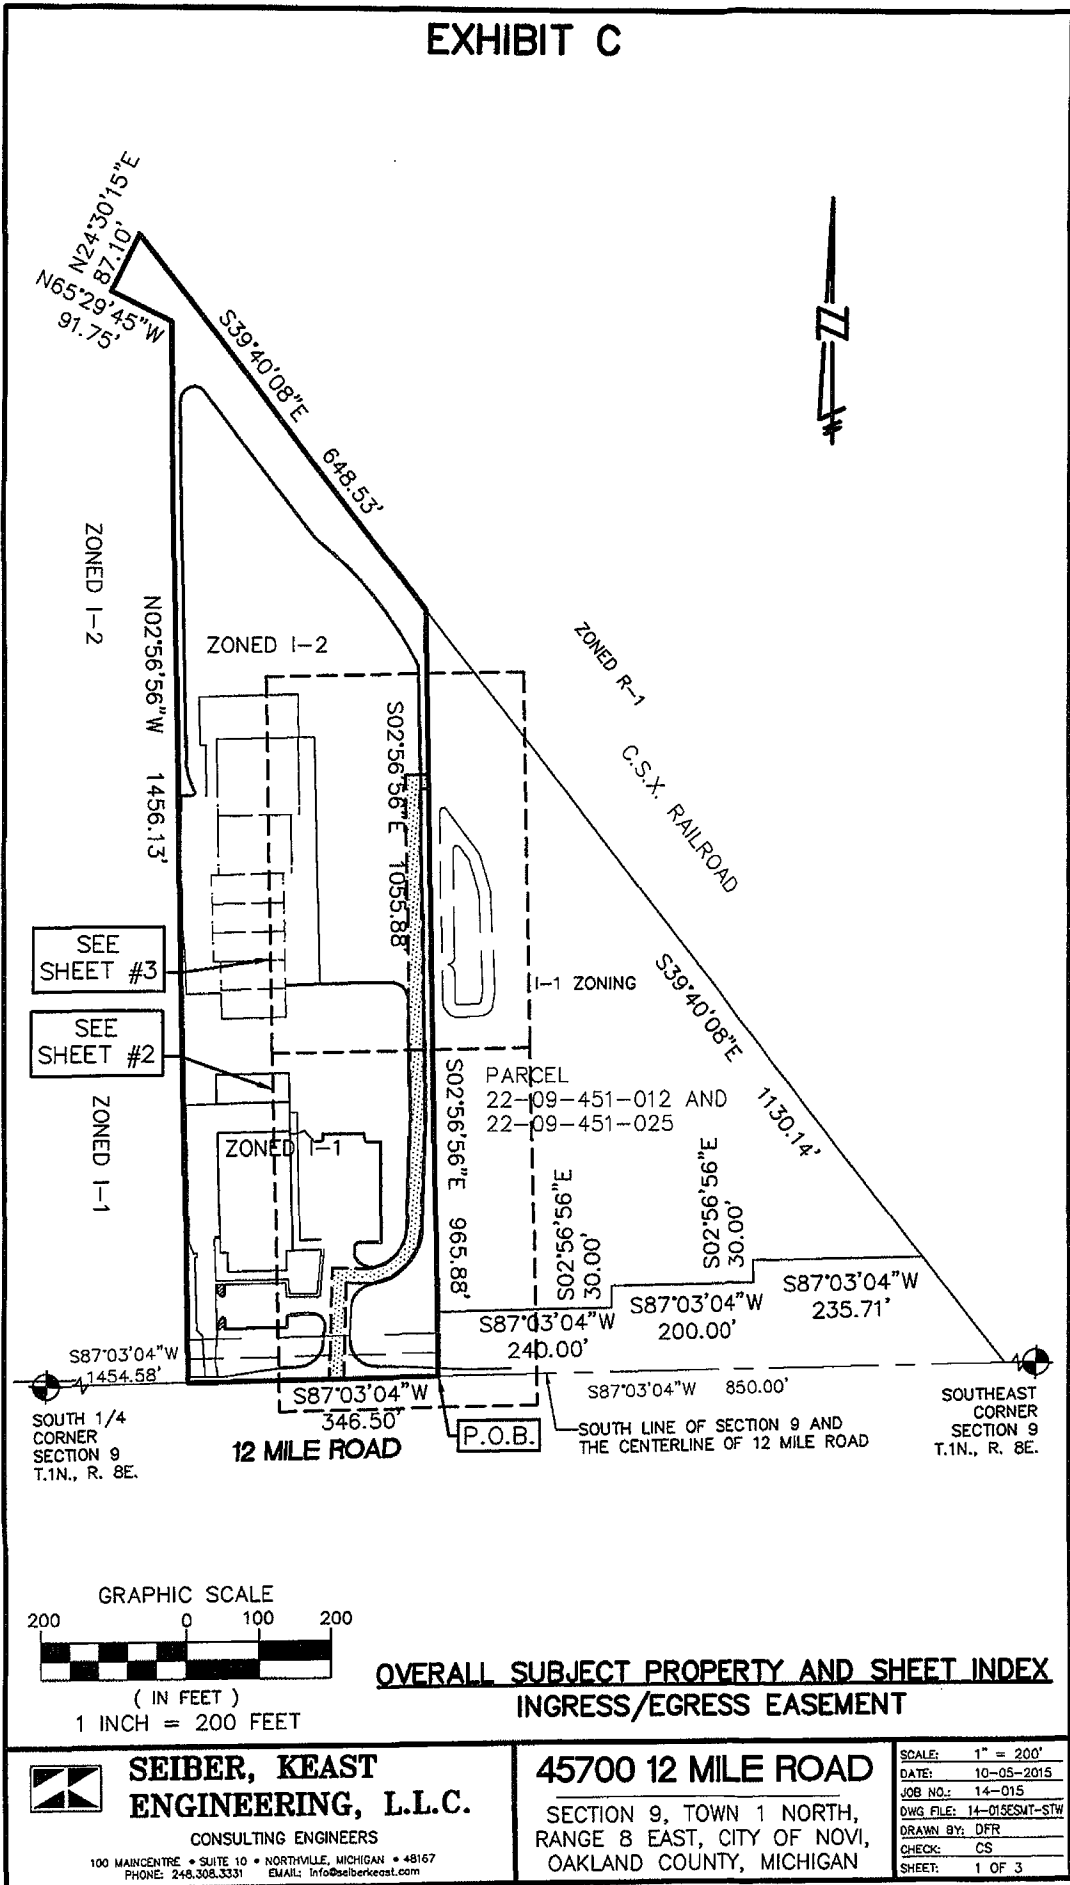 EXHIBIT C
N24°30'15"E
87.10'
N65°29'45"W
91.75'
S39°40'08"E
648.53'
ZONED I-2
N02°56'56"W 1456.13'
ZONED I-2
ZONED R-1
C.S.X. RAILROAD
S02°56'56"E 1055.88'
SEE
SHEET #3
I-1 ZONING
S39°40'08"E
1130.14'
SEE
SHEET #2
PARCEL
22-09-451-012 AND
22-09-451-025
S02°56'56"E 965.88'
ZONED I-1
ZONED I-1
S02°56'56"E
30.00'
S02°56'56"E
30.00'
S87°03'04"W
235.71'
S87°03'04"W
200.00'
S87°03'04"W
240.00'
S87°03'04"W
1454.58'
S87°03'04"W
346.50'
S87°03'04"W 850.00'
SOUTH 1/4
CORNER
SECTION 9
T.1N., R. 8E.
12 MILE ROAD
P.O.B.
SOUTH LINE OF SECTION 9 AND
THE CENTERLINE OF 12 MILE ROAD
SOUTHEAST
CORNER
SECTION 9
T.1N., R. 8E.
GRAPHIC SCALE
200 0 100 200
( IN FEET )
1 INCH = 200 FEET
OVERALL SUBJECT PROPERTY AND SHEET INDEX
INGRESS/EGRESS EASEMENT
SEIBER, KEAST
ENGINEERING, L.L.C.
CONSULTING ENGINEERS
100 MAINCENTRE • SUITE 10 • NORTHVILLE, MICHIGAN • 48167
PHONE: 248.308.3331 EMAIL: info@seiberkeast.com
45700 12 MILE ROAD
SECTION 9, TOWN 1 NORTH,
RANGE 8 EAST, CITY OF NOVI,
OAKLAND COUNTY, MICHIGAN
SCALE: 1" = 200'
DATE: 10-05-2015
JOB NO.: 14-015
DWG FILE: 14-015ESMT-STW
DRAWN BY: DFR
CHECK: CS
SHEET: 1 OF 3